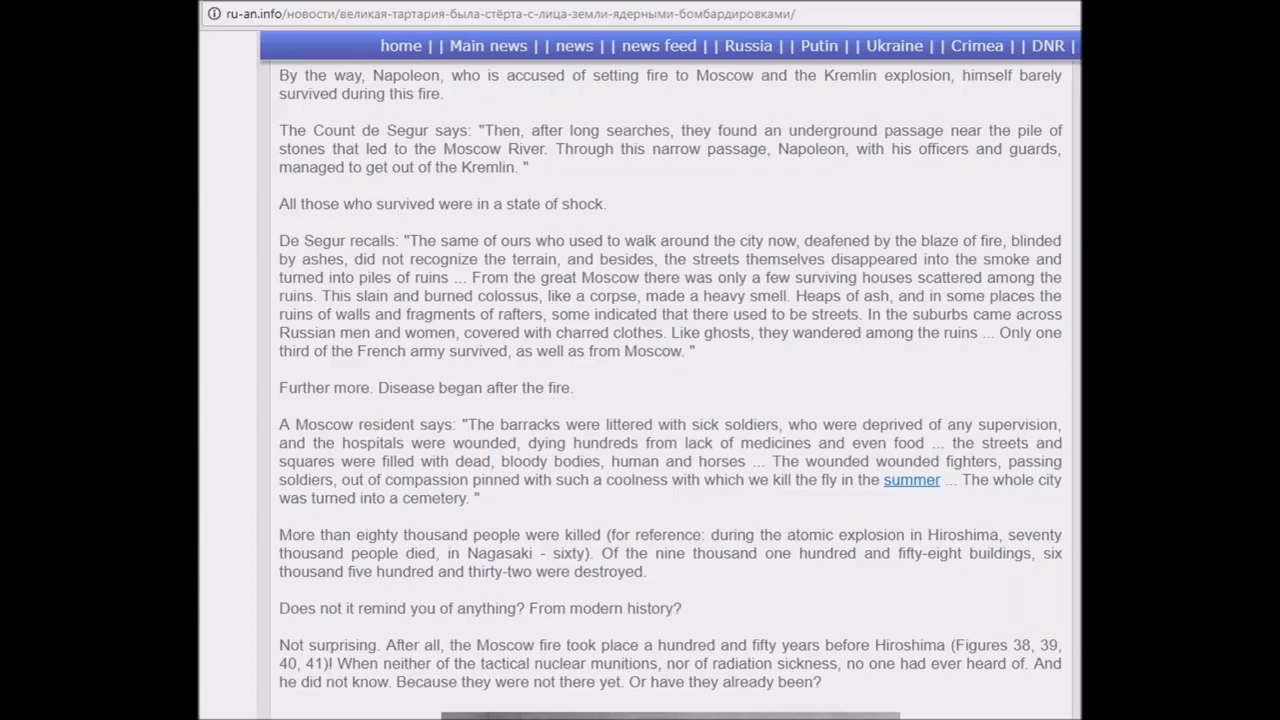 ru-an.info/новости/великая-тартария-была-стёрта-с-лица-земли-ядерными-бомбардировками/
home | | Main news | | news | | news feed | | Russia | | Putin | | Ukraine | | Crimea | | DNR |
By the way, Napoleon, who is accused of setting fire to Moscow and the Kremlin explosion, himself barely
survived during this fire.
The Count de Segur says: "Then, after long searches, they found an underground passage near the pile of
stones that led to the Moscow River. Through this narrow passage, Napoleon, with his officers and guards,
managed to get out of the Kremlin. "
All those who survived were in a state of shock.
De Segur recalls: "The same of ours who used to walk around the city now, deafened by the blaze of fire, blinded
by ashes, did not recognize the terrain, and besides, the streets themselves disappeared into the smoke and
turned into piles of ruins ... From the great Moscow there was only a few surviving houses scattered among the
ruins. This slain and burned colossus, like a corpse, made a heavy smell. Heaps of ash, and in some places the
ruins of walls and fragments of rafters, some indicated that there used to be streets. In the suburbs came across
Russian men and women, covered with charred clothes. Like ghosts, they wandered among the ruins ... Only one
third of the French army survived, as well as from Moscow. "
Further more. Disease began after the fire.
A Moscow resident says: "The barracks were littered with sick soldiers, who were deprived of any supervision,
and the hospitals were wounded, dying hundreds from lack of medicines and even food ... the streets and
squares were filled with dead, bloody bodies, human and horses ... The wounded wounded fighters, passing
soldiers, out of compassion pinned with such a coolness with which we kill the fly in the summer ... The whole city
was turned into a cemetery. "
More than eighty thousand people were killed (for reference: during the atomic explosion in Hiroshima, seventy
thousand people died, in Nagasaki - sixty). Of the nine thousand one hundred and fifty-eight buildings, six
thousand five hundred and thirty-two were destroyed.
Does not it remind you of anything? From modern history?
Not surprising. After all, the Moscow fire took place a hundred and fifty years before Hiroshima (Figures 38, 39,
40, 41)! When neither of the tactical nuclear munitions, nor of radiation sickness, no one had ever heard of. And
he did not know. Because they were not there yet. Or have they already been?